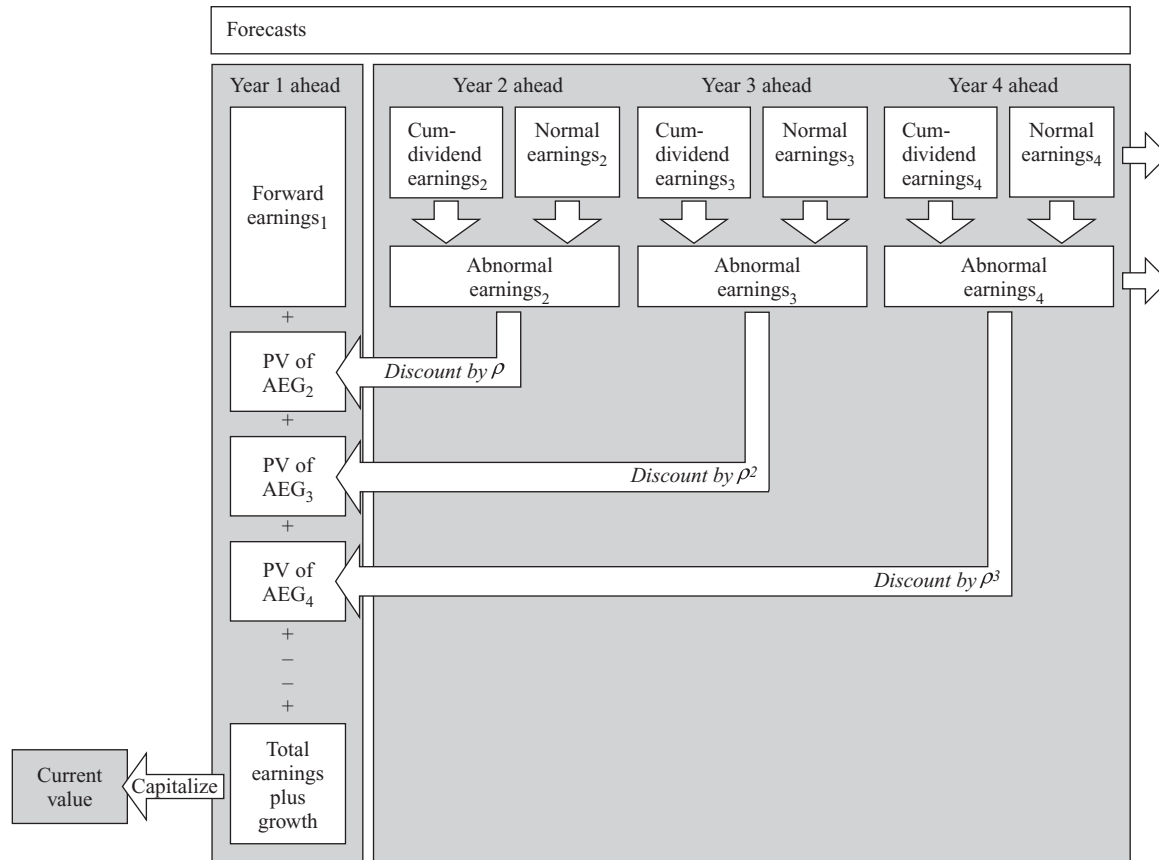 Forecasts
Year 1 ahead
Year 2 ahead
Year 3 ahead
Year 4 ahead
Forward
earnings₁
Cum-
dividend
earnings₂
Normal
earnings₂
Cum-
dividend
earnings₃
Normal
earnings₃
Cum-
dividend
earnings₄
Normal
earnings₄
Abnormal
earnings₂
Abnormal
earnings₃
Abnormal
earnings₄
+
PV of
AEG₂
Discount by ρ
+
PV of
AEG₃
Discount by ρ²
+
PV of
AEG₄
Discount by ρ³
+
–
–
+
Total
earnings
plus
growth
Capitalize
Current
value